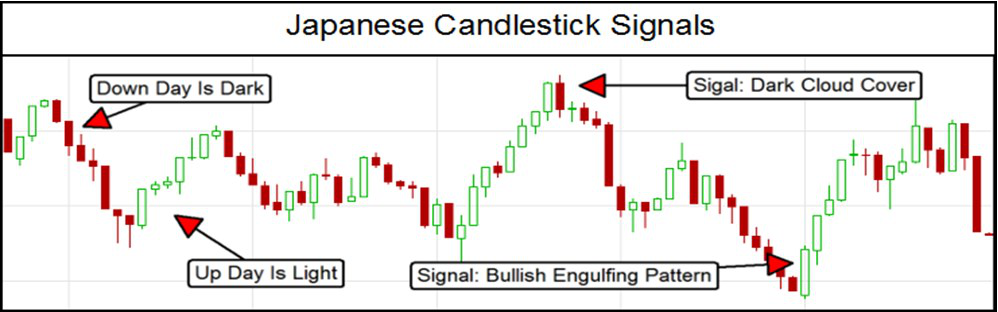 Japanese Candlestick Signals
Down Day Is Dark
Sigal: Dark Cloud Cover
Up Day Is Light
Signal: Bullish Engulfing Pattern